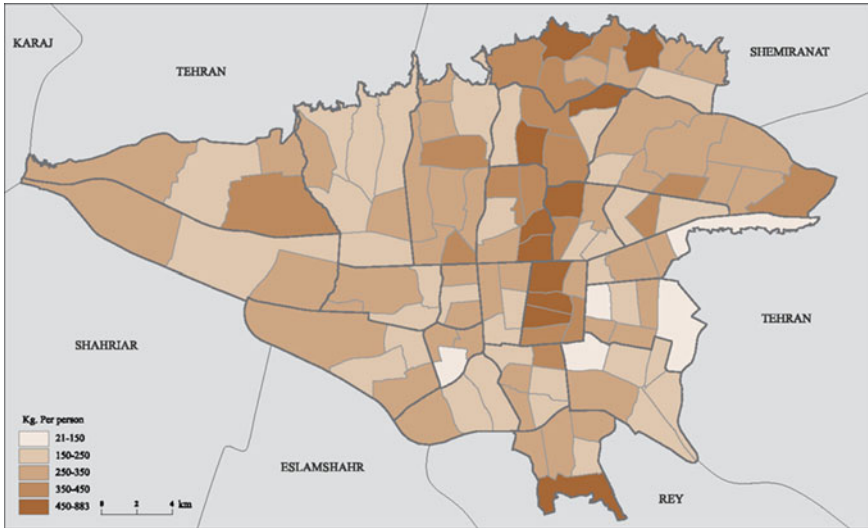 KARAJ
TEHRAN
SHEMIRANAT
SHAHRIAR
TEHRAN
ESLAMSHAHR
REY
Kg. Per person
21-150
150-250
250-350
350-450
450-883
0 2 4 km